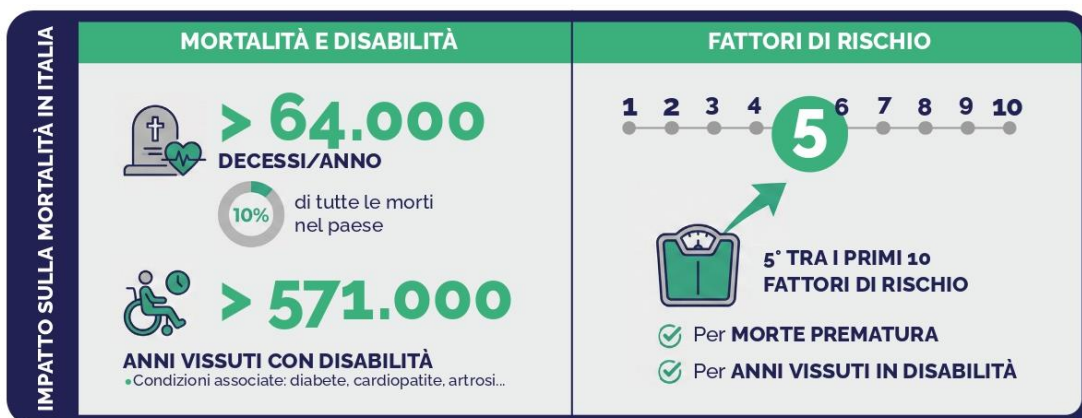 IMPATTO SULLA MORTALITÀ IN ITALIA
MORTALITÀ E DISABILITÀ
> 64.000
DECESSI/ANNO
10%
di tutte le morti
nel paese
> 571.000
ANNI VISSUTI CON DISABILITÀ
•Condizioni associate: diabete, cardiopatite, artrosi...
FATTORI DI RISCHIO
1 2 3 4 5 6 7 8 9 10
5° TRA I PRIMI 10
FATTORI DI RISCHIO
Per MORTE PREMATURA
Per ANNI VISSUTI IN DISABILITÀ